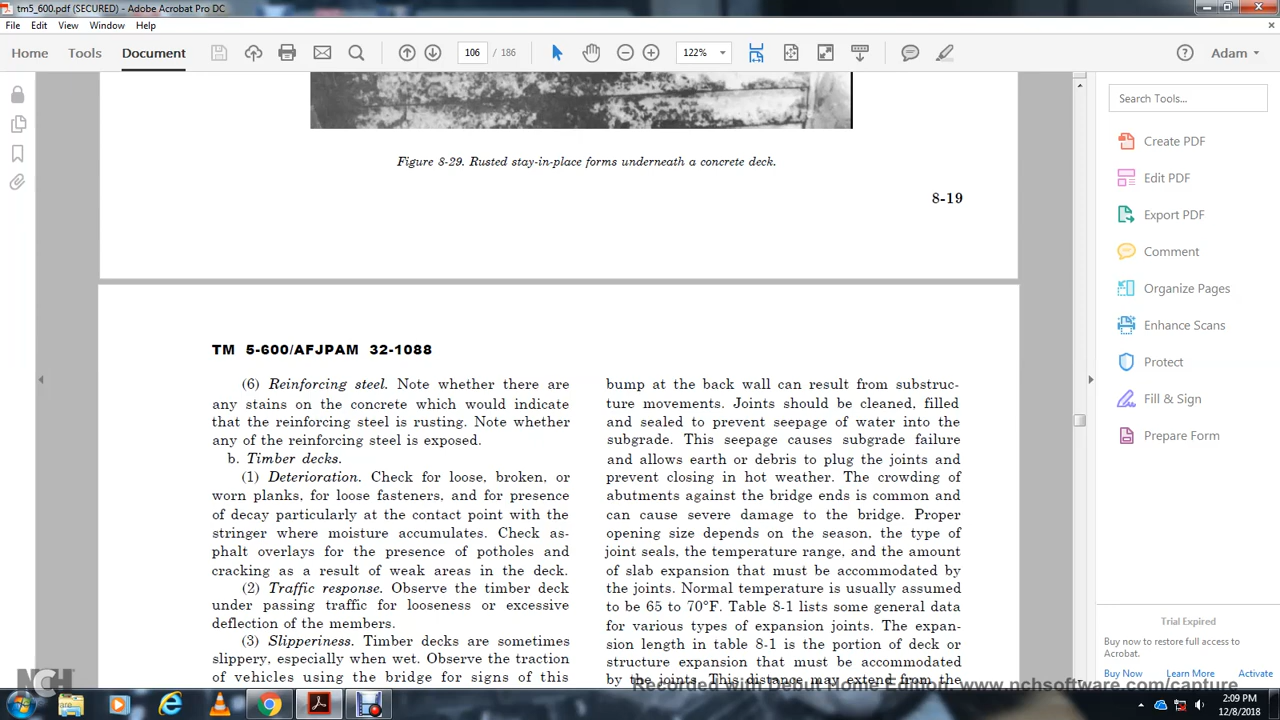 tm5_600.pdf (SECURED) - Adobe Acrobat Pro DC
File Edit View Window Help
Home Tools Document 106 / 186 122% Adam
Figure 8-29. Rusted stay-in-place forms underneath a concrete deck.
8-19
TM 5-600/AFJPAM 32-1088
(6) Reinforcing steel. Note whether there are
any stains on the concrete which would indicate
that the reinforcing steel is rusting. Note whether
any of the reinforcing steel is exposed.
b. Timber decks.
(1) Deterioration. Check for loose, broken, or
worn planks, for loose fasteners, and for presence
of decay particularly at the contact point with the
stringer where moisture accumulates. Check as-
phalt overlays for the presence of potholes and
cracking as a result of weak areas in the deck.
(2) Traffic response. Observe the timber deck
under passing traffic for looseness or excessive
deflection of the members.
(3) Slipperiness. Timber decks are sometimes
slippery, especially when wet. Observe the traction
of vehicles using the bridge for signs of this
bump at the back wall can result from substruc-
ture movements. Joints should be cleaned, filled
and sealed to prevent seepage of water into the
subgrade. This seepage causes subgrade failure
and allows earth or debris to plug the joints and
prevent closing in hot weather. The crowding of
abutments against the bridge ends is common and
can cause severe damage to the bridge. Proper
opening size depends on the season, the type of
joint seals, the temperature range, and the amount
of slab expansion that must be accommodated by
the joints. Normal temperature is usually assumed
to be 65 to 70°F. Table 8-1 lists some general data
for various types of expansion joints. The expan-
sion length in table 8-1 is the portion of deck or
structure expansion that must be accommodated
by the joints. This distance may extend from the
Search Tools...
Create PDF
Edit PDF
Export PDF
Comment
Organize Pages
Enhance Scans
Protect
Fill & Sign
Prepare Form
Trial Expired
Buy now to restore full access to
Acrobat.
Buy Now Learn More Activate
NCH
Recorded with Debut Home Edition: www.nchsoftware.com/capture
2:09 PM
12/8/2018